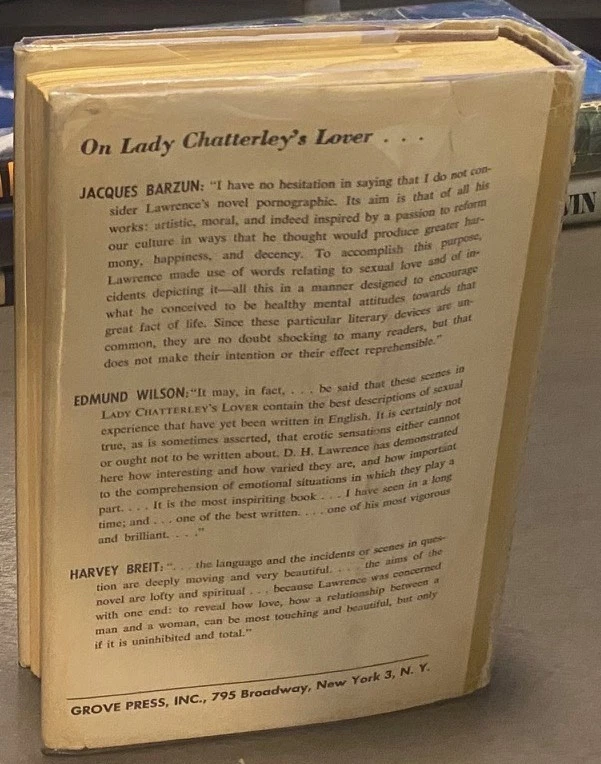 On Lady Chatterley's Lover . . .
JACQUES BARZUN: "I have no hesitation in saying that I do not con-
sider Lawrence's novel pornographic. Its aim is that of all his
works: artistic, moral, and indeed inspired by a passion to reform
our culture in ways that he thought would produce greater har-
mony, happiness, and decency. To accomplish this purpose,
Lawrence made use of words relating to sexual love and of in-
cidents depicting it—all this in a manner designed to encourage
what he conceived to be healthy mental attitudes towards that
great fact of life. Since these particular literary devices are un-
common, they are no doubt shocking to many readers, but that
does not make their intention or their effect reprehensible."
EDMUND WILSON: "It may, in fact, . . . be said that these scenes in
LADY CHATTERLEY'S LOVER contain the best descriptions of sexual
experience that have yet been written in English. It is certainly not
true, as is sometimes asserted, that erotic sensations either cannot
or ought not to be written about. D. H. Lawrence has demonstrated
here how interesting and how varied they are, and how important
to the comprehension of emotional situations in which they play a
part. . . . It is the most inspiriting book . . . I have seen in a long
time; and . . . one of the best written. . . . one of his most vigorous
and brilliant. . . ."
HARVEY BREIT: ". . . the language and the incidents or scenes in ques-
tion are deeply moving and very beautiful. . . . the aims of the
novel are lofty and spiritual . . . because Lawrence was concerned
with one end: to reveal how love, how a relationship between a
man and a woman, can be most touching and beautiful, but only
if it is uninhibited and total."
GROVE PRESS, INC., 795 Broadway, New York 3, N. Y.